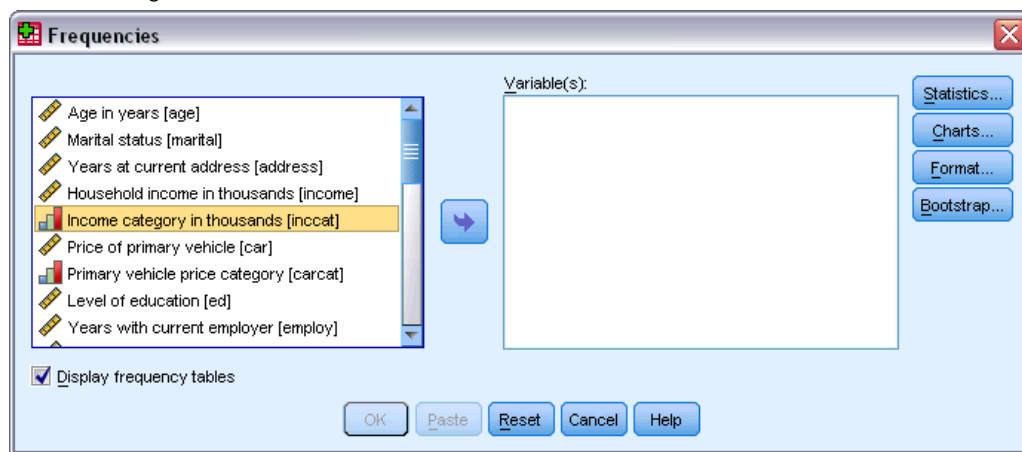 Frequencies
Variable(s):
Age in years [age]
Marital status [marital]
Years at current address [address]
Household income in thousands [income]
Income category in thousands [inccat]
Price of primary vehicle [car]
Primary vehicle price category [carcat]
Level of education [ed]
Years with current employer [employ]
Statistics...
Charts...
Format...
Bootstrap...
Display frequency tables
OK
Paste
Reset
Cancel
Help